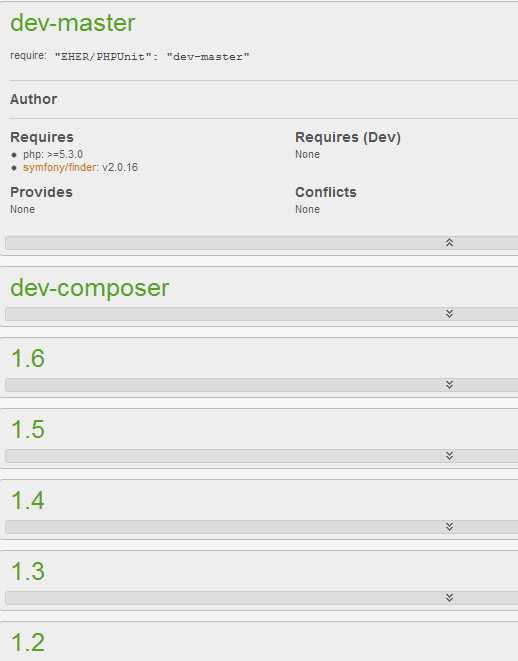 dev-master
require: "EHER/PHPUnit": "dev-master"
Author
Requires
php: >=5.3.0
symfony/finder: v2.0.16
Requires (Dev)
None
Provides
None
Conflicts
None
dev-composer
1.6
1.5
1.4
1.3
1.2